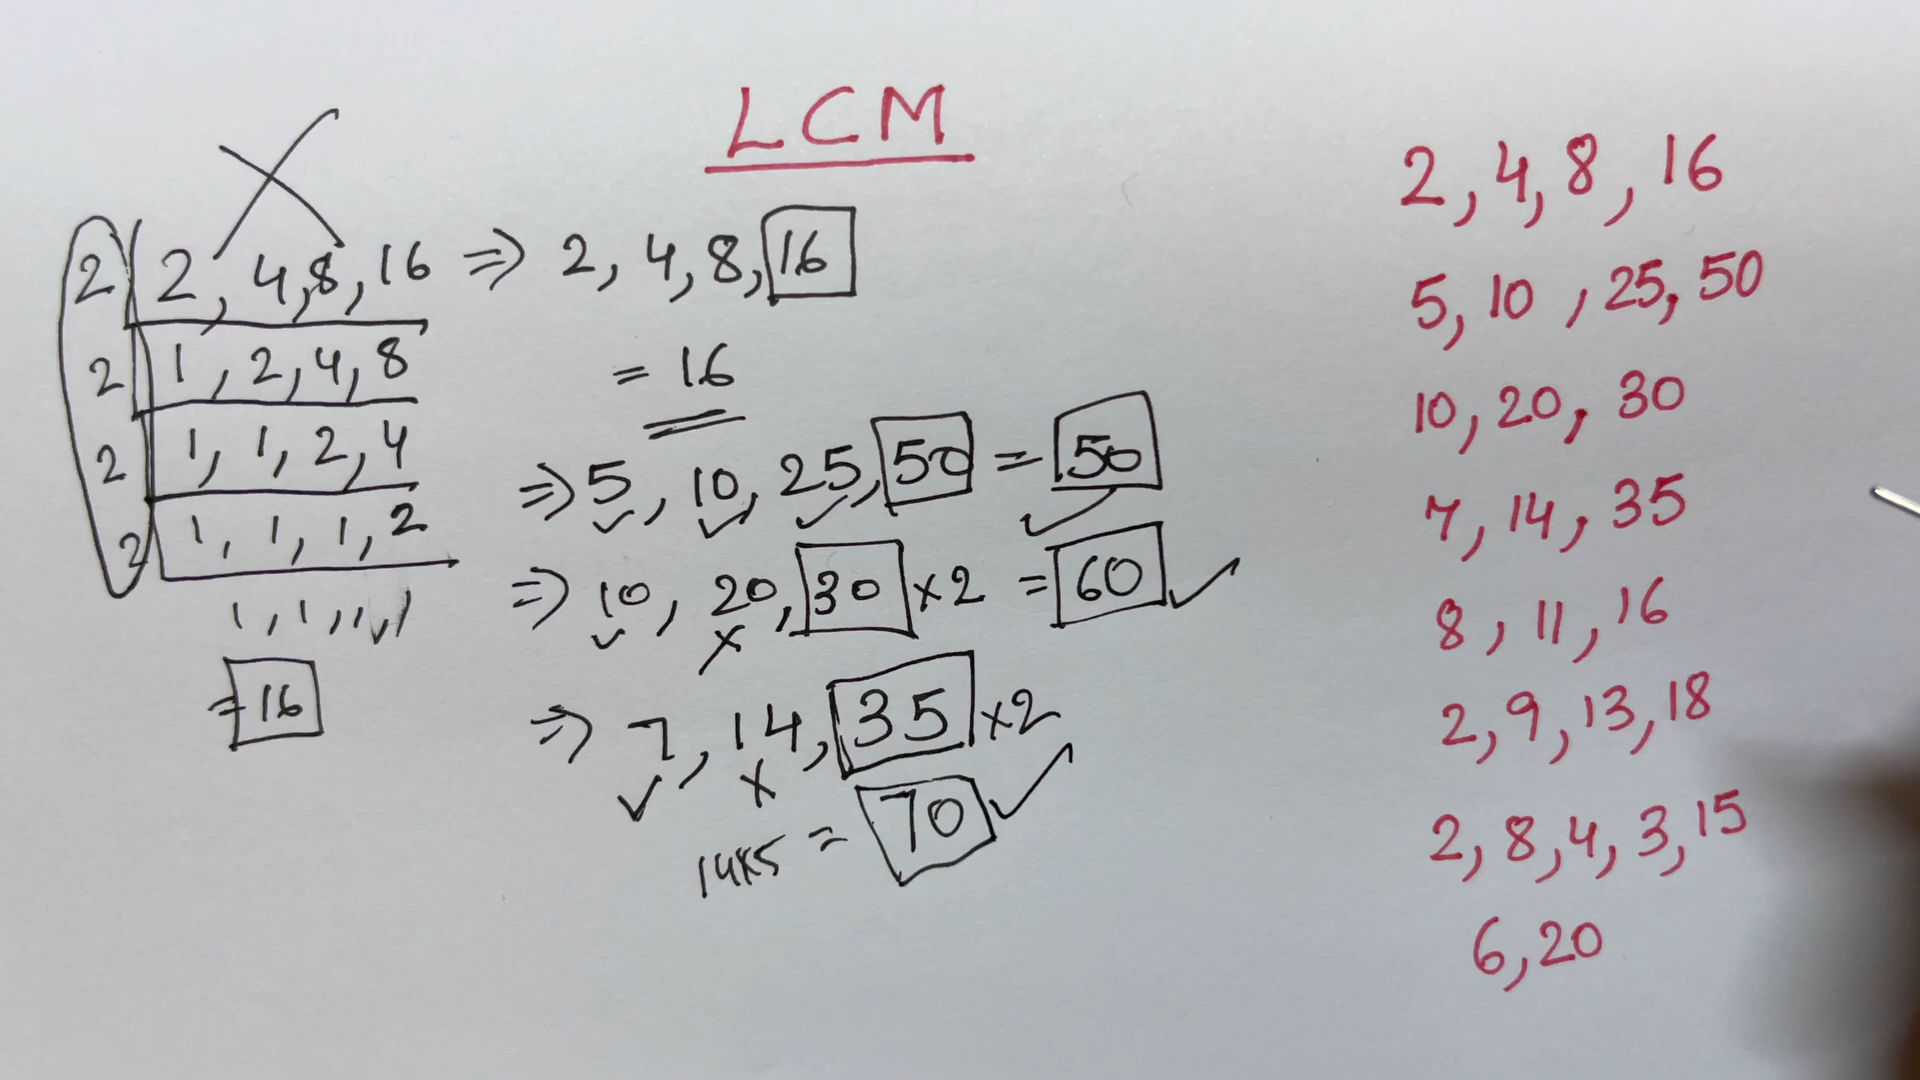 LCM
2 | 2, 4, 8, 16
2 | 1, 2, 4, 8
2 | 1, 1, 2, 4
2 | 1, 1, 1, 2
1, 1, 1, 1
= 16
⇒ 2, 4, 8, 16
= 16
⇒ 5, 10, 25, 50 = 50
⇒ 10, 20, 30 ×2 = 60
⇒ 7, 14, 35 ×2
14×5 = 70
2, 4, 8, 16
5, 10, 25, 50
10, 20, 30
7, 14, 35
8, 11, 16
2, 9, 13, 18
2, 8, 4, 3, 15
6, 20